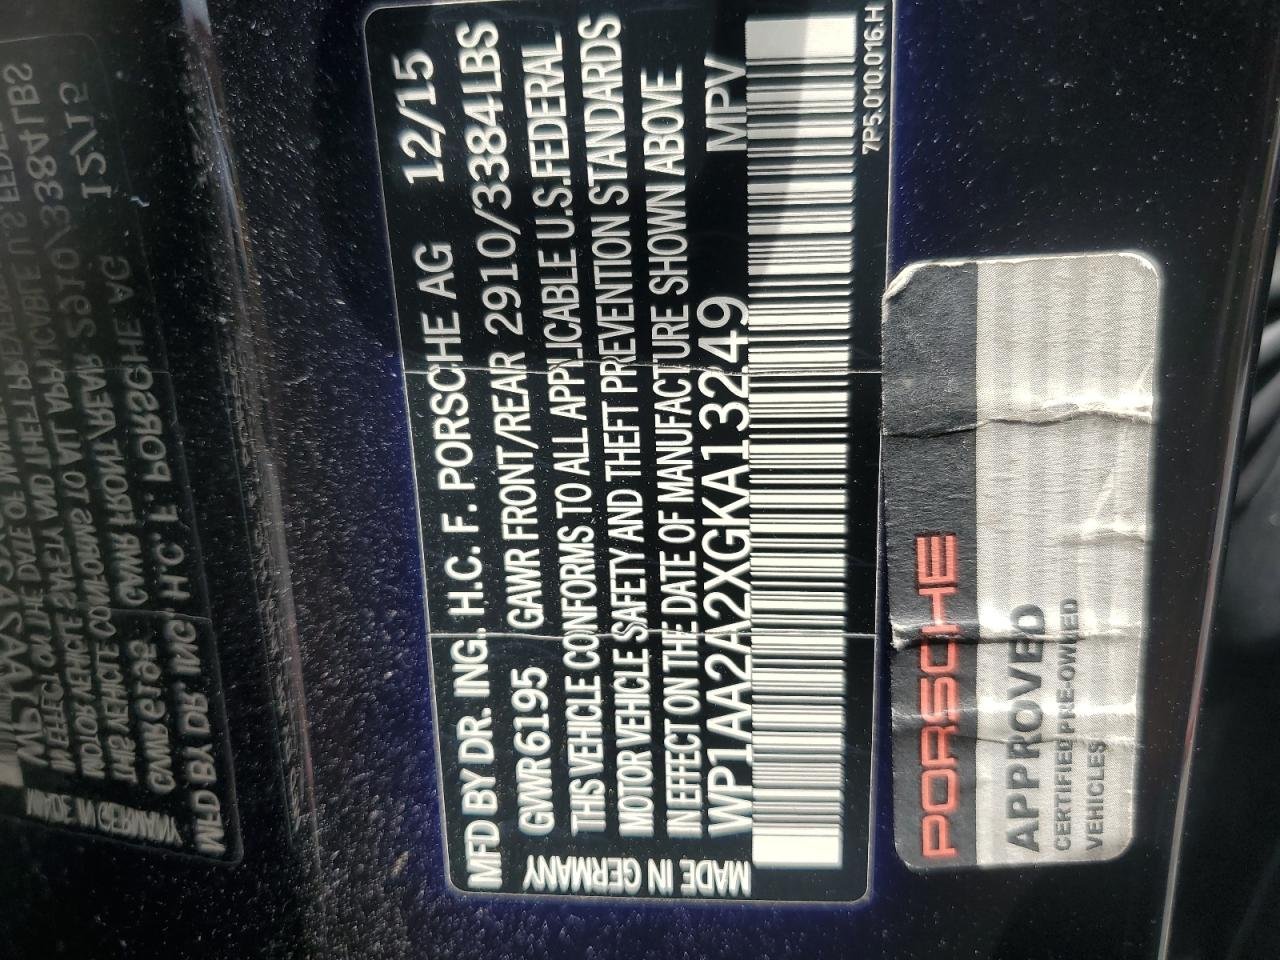 MFD BY DR. ING. H.C. F. PORSCHE AG 12/15
GVWR 6195 GAWR FRONT/REAR 2910/3384LBS
THIS VEHICLE CONFORMS TO ALL APPLICABLE U.S.FEDERAL
MOTOR VEHICLE SAFETY AND THEFT PREVENTION STANDARDS
IN EFFECT ON THE DATE OF MANUFACTURE SHOWN ABOVE
WP1AA2A2XGKA13249 MPV
MADE IN GERMANY
7P5.010.016.H
PORSCHE
APPROVED
CERTIFIED PRE-OWNED
VEHICLES